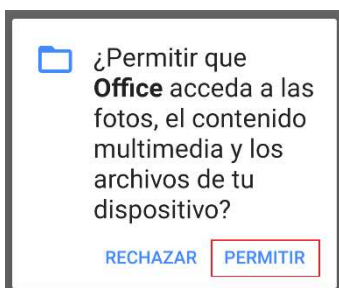 ¿Permitir que
Office acceda a las
fotos, el contenido
multimedia y los
archivos de tu
dispositivo?
RECHAZAR PERMITIR